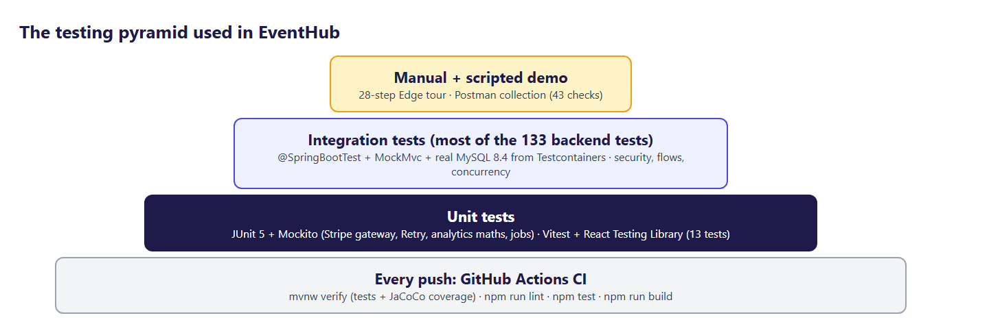 The testing pyramid used in EventHub
Manual + scripted demo
28-step Edge tour · Postman collection (43 checks)
Integration tests (most of the 133 backend tests)
@SpringBootTest + MockMvc + real MySQL 8.4 from Testcontainers · security, flows,
concurrency
Unit tests
JUnit 5 + Mockito (Stripe gateway, Retry, analytics maths, jobs) · Vitest + React Testing Library (13 tests)
Every push: GitHub Actions CI
mvnw verify (tests + JaCoCo coverage) · npm run lint · npm test · npm run build